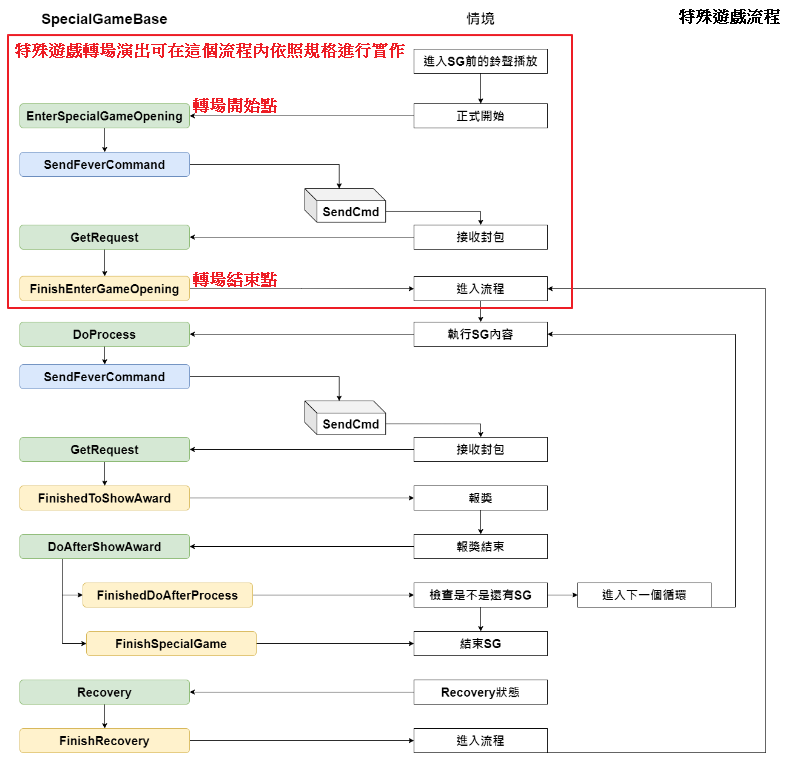 SpecialGameBase
情境
特殊遊戲流程
特殊遊戲轉場演出可在這個流程內依照規格進行實作
進入SG前的鈴聲播放
轉場開始點
EnterSpecialGameOpening
正式開始
SendFeverCommand
SendCmd
GetRequest
接收封包
轉場結束點
FinishEnterGameOpening
進入流程
DoProcess
執行SG內容
SendFeverCommand
SendCmd
GetRequest
接收封包
FinishedToShowAward
報獎
DoAfterShowAward
報獎結束
FinishedDoAfterProcess
檢查是不是還有SG
進入下一個循環
FinishSpecialGame
結束SG
Recovery
Recovery狀態
FinishRecovery
進入流程